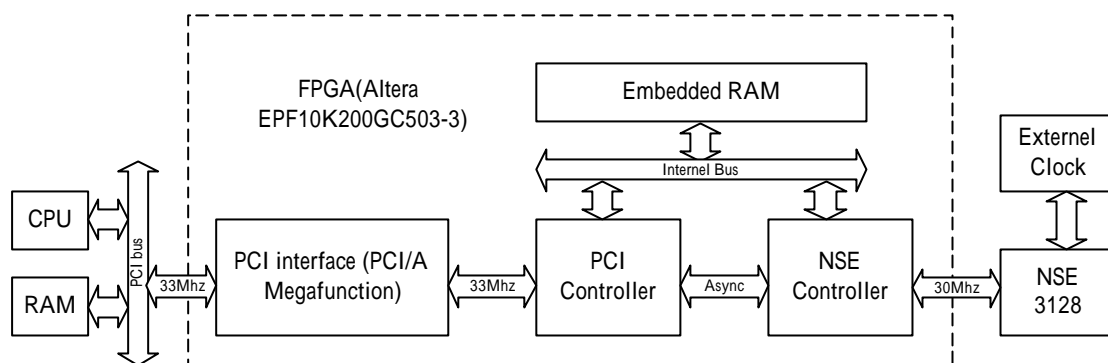 FPGA(Altera
EPF10K200GC503-3)
Embedded RAM
Internel Bus
Externel
Clock
CPU
RAM
PCI bus
33Mhz
PCI interface (PCI/A
Megafunction)
33Mhz
PCI
Controller
Async
NSE
Controller
30Mhz
NSE
3128